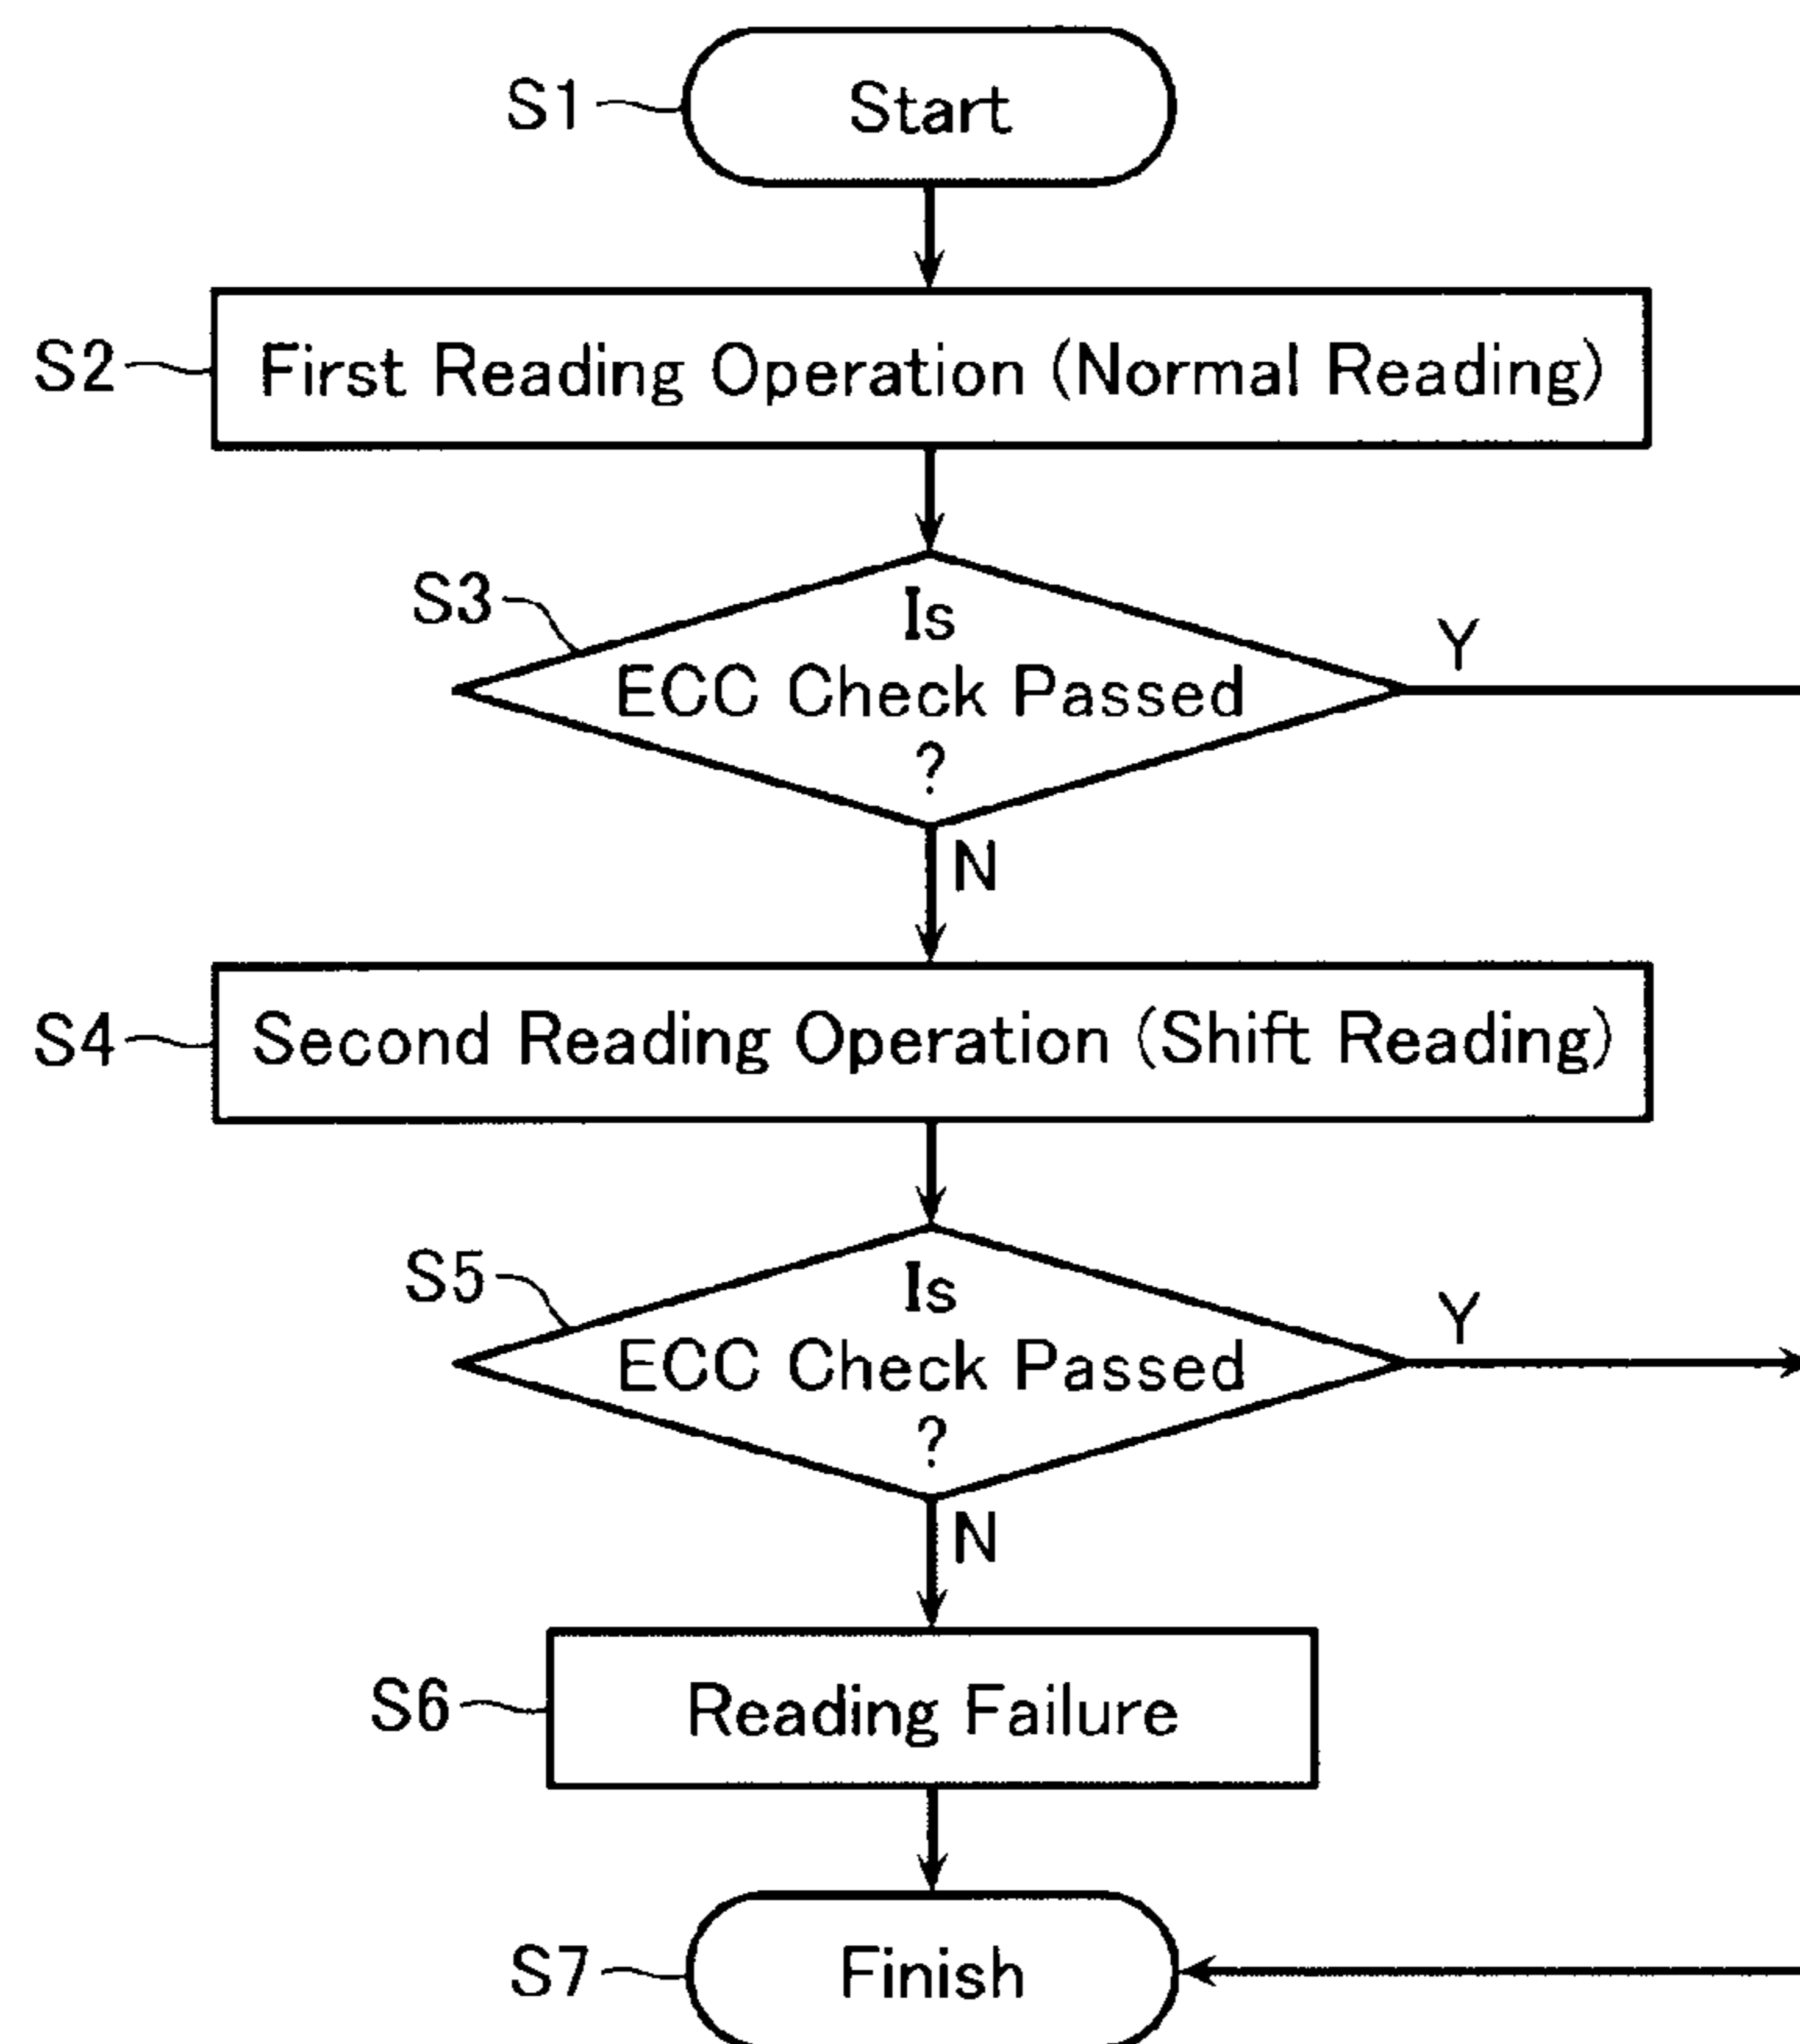 S1
Start
S2
First Reading Operation (Normal Reading)
S3
Is
ECC Check Passed
?
Y
N
S4
Second Reading Operation (Shift Reading)
S5
Is
ECC Check Passed
?
Y
N
S6
Reading Failure
S7
Finish